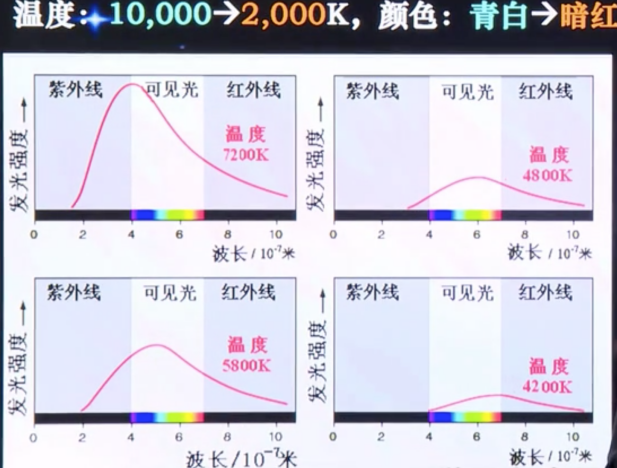 温度：10,000→2,000K，颜色：青白→暗红
紫外线 可见光 红外线
温度
7200K
发光强度→
0 2 4 6 8 10
波长 / 10⁻⁷米
紫外线 可见光 红外线
温度
4800K
发光强度→
0 2 4 6 8 10
波长 / 10⁻⁷米
紫外线 可见光 红外线
温度
5800K
发光强度→
0 2 4 6 8 10
波长/10⁻⁷米
紫外线 可见光 红外线
温度
4200K
发光强度→
0 2 4 6 8 10
波长 / 10⁻⁷米